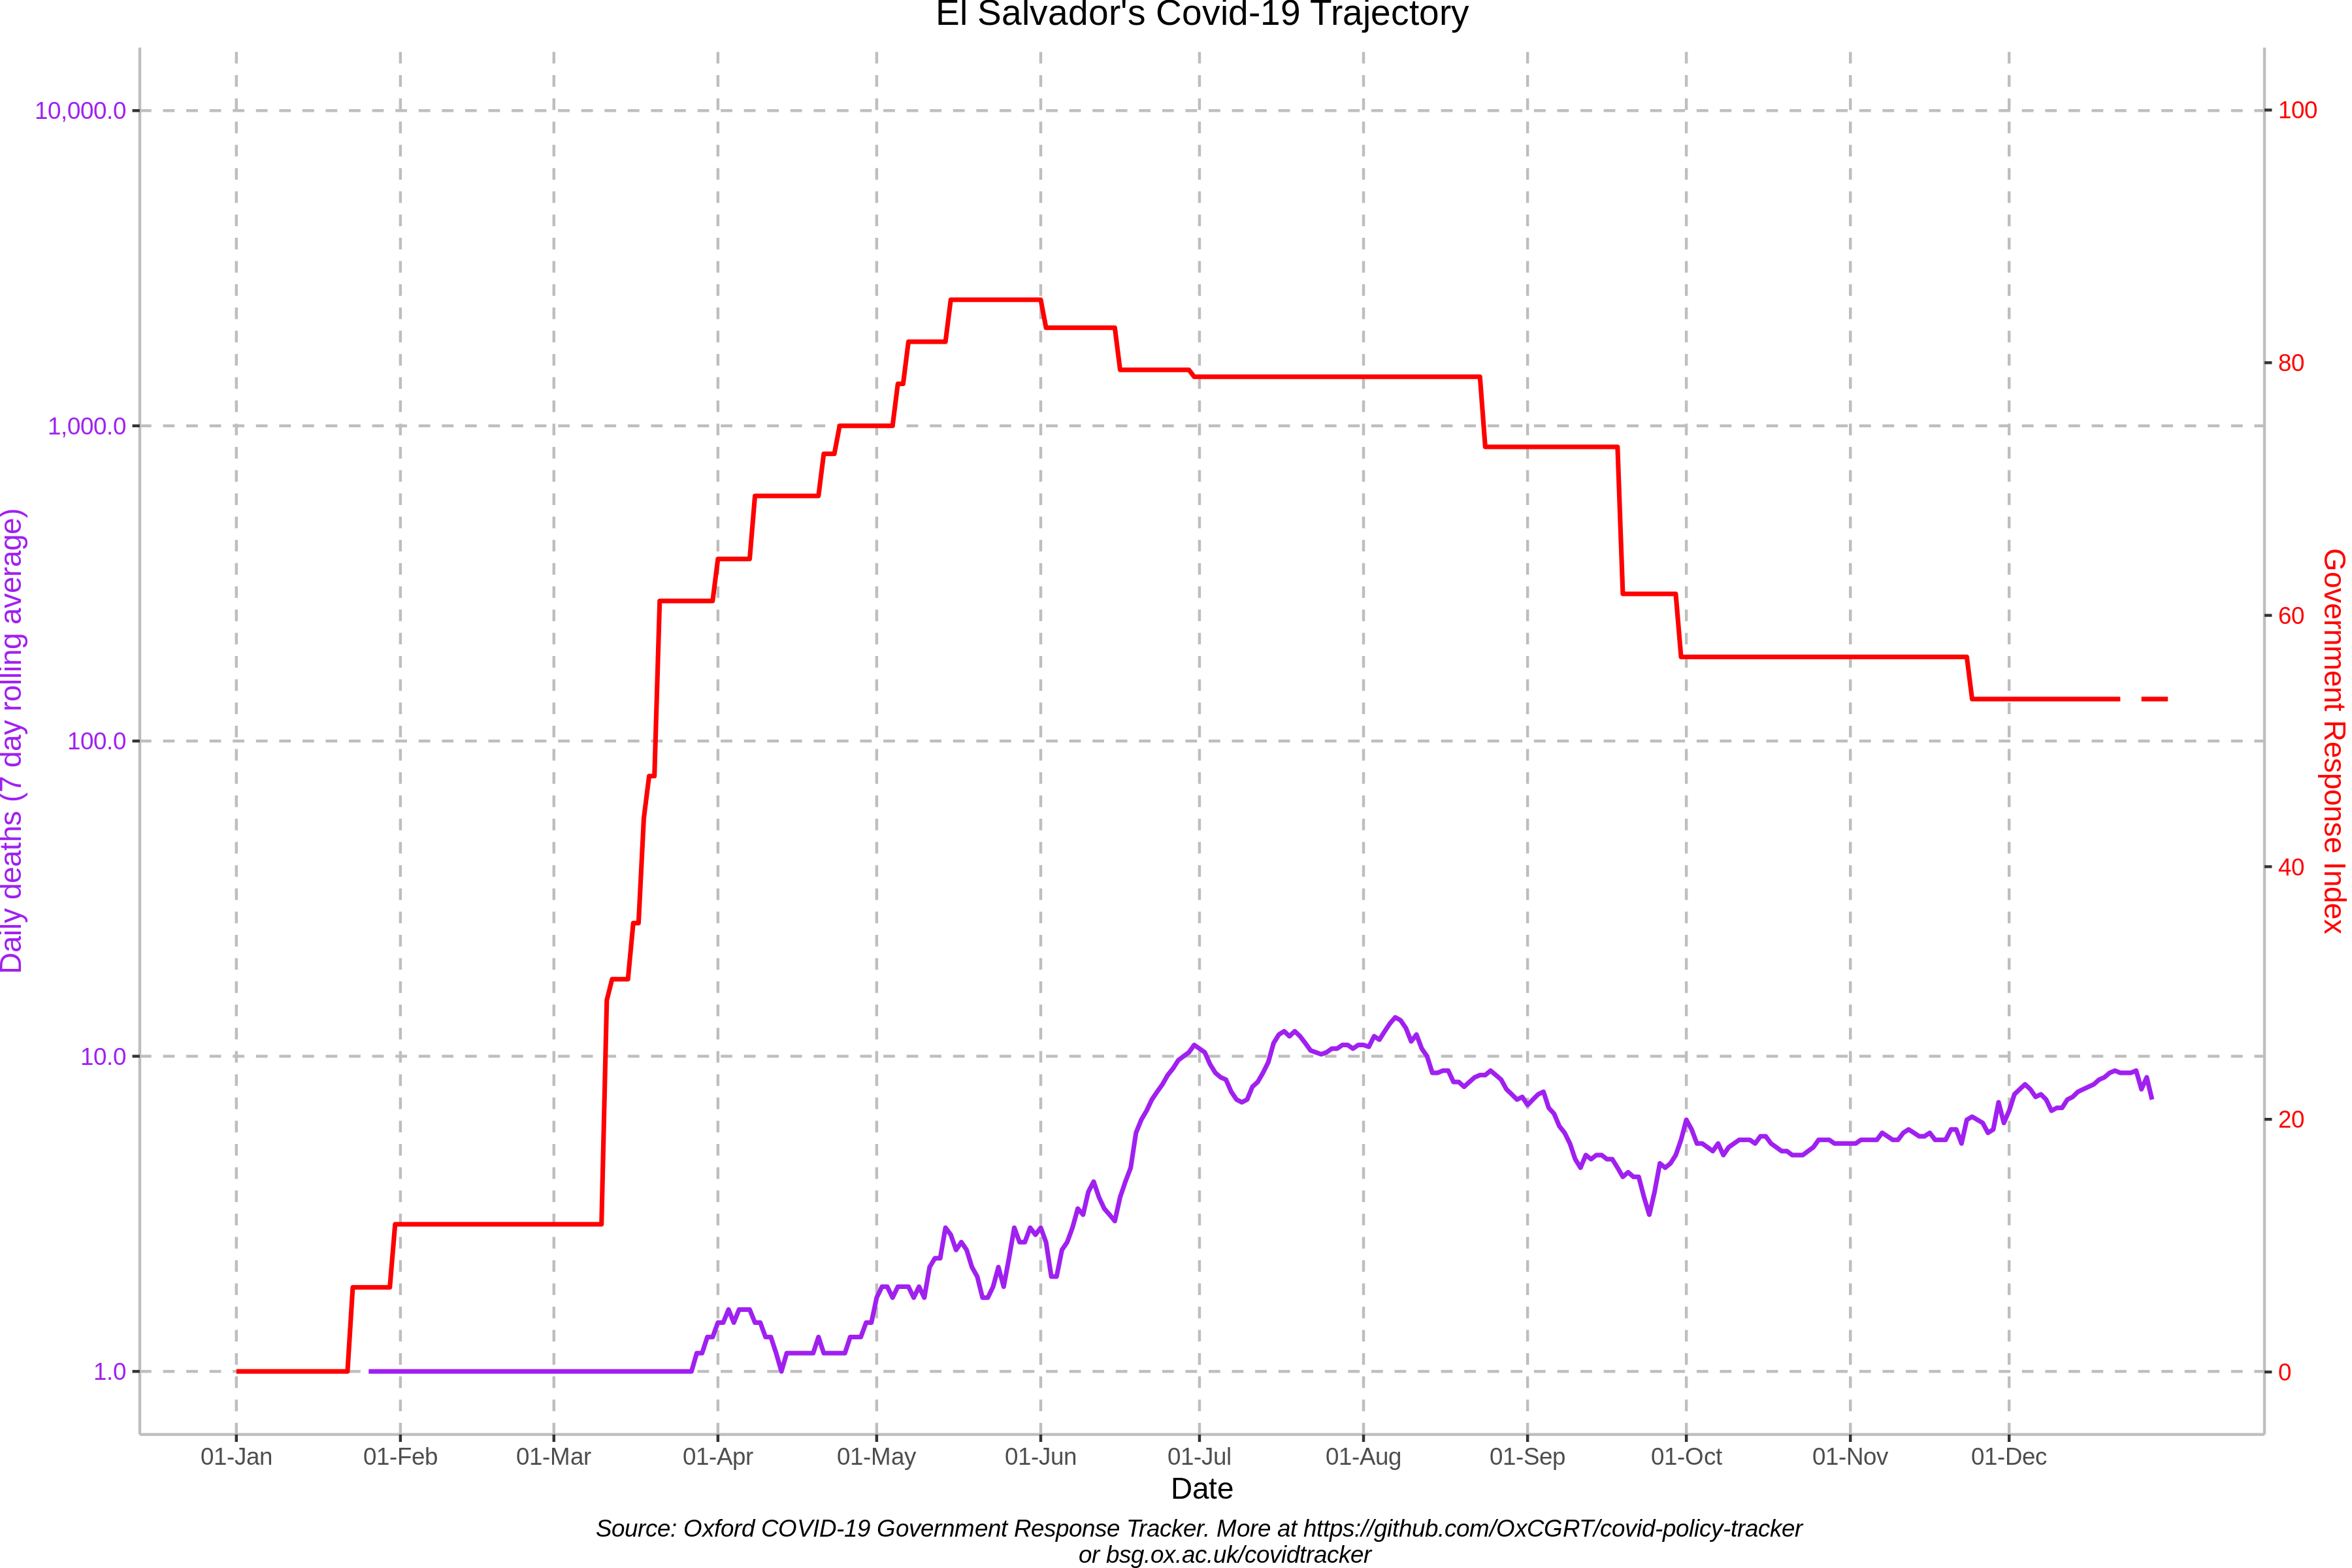 El Salvador's Covid-19 Trajectory
10,000.0
1,000.0
100.0
10.0
1.0
Daily deaths (7 day rolling average)
100
80
60
40
20
0
Government Response Index
01-Jan 01-Feb 01-Mar 01-Apr 01-May 01-Jun 01-Jul 01-Aug 01-Sep 01-Oct 01-Nov 01-Dec
Date
Source: Oxford COVID-19 Government Response Tracker. More at https://github.com/OxCGRT/covid-policy-tracker
or bsg.ox.ac.uk/covidtracker